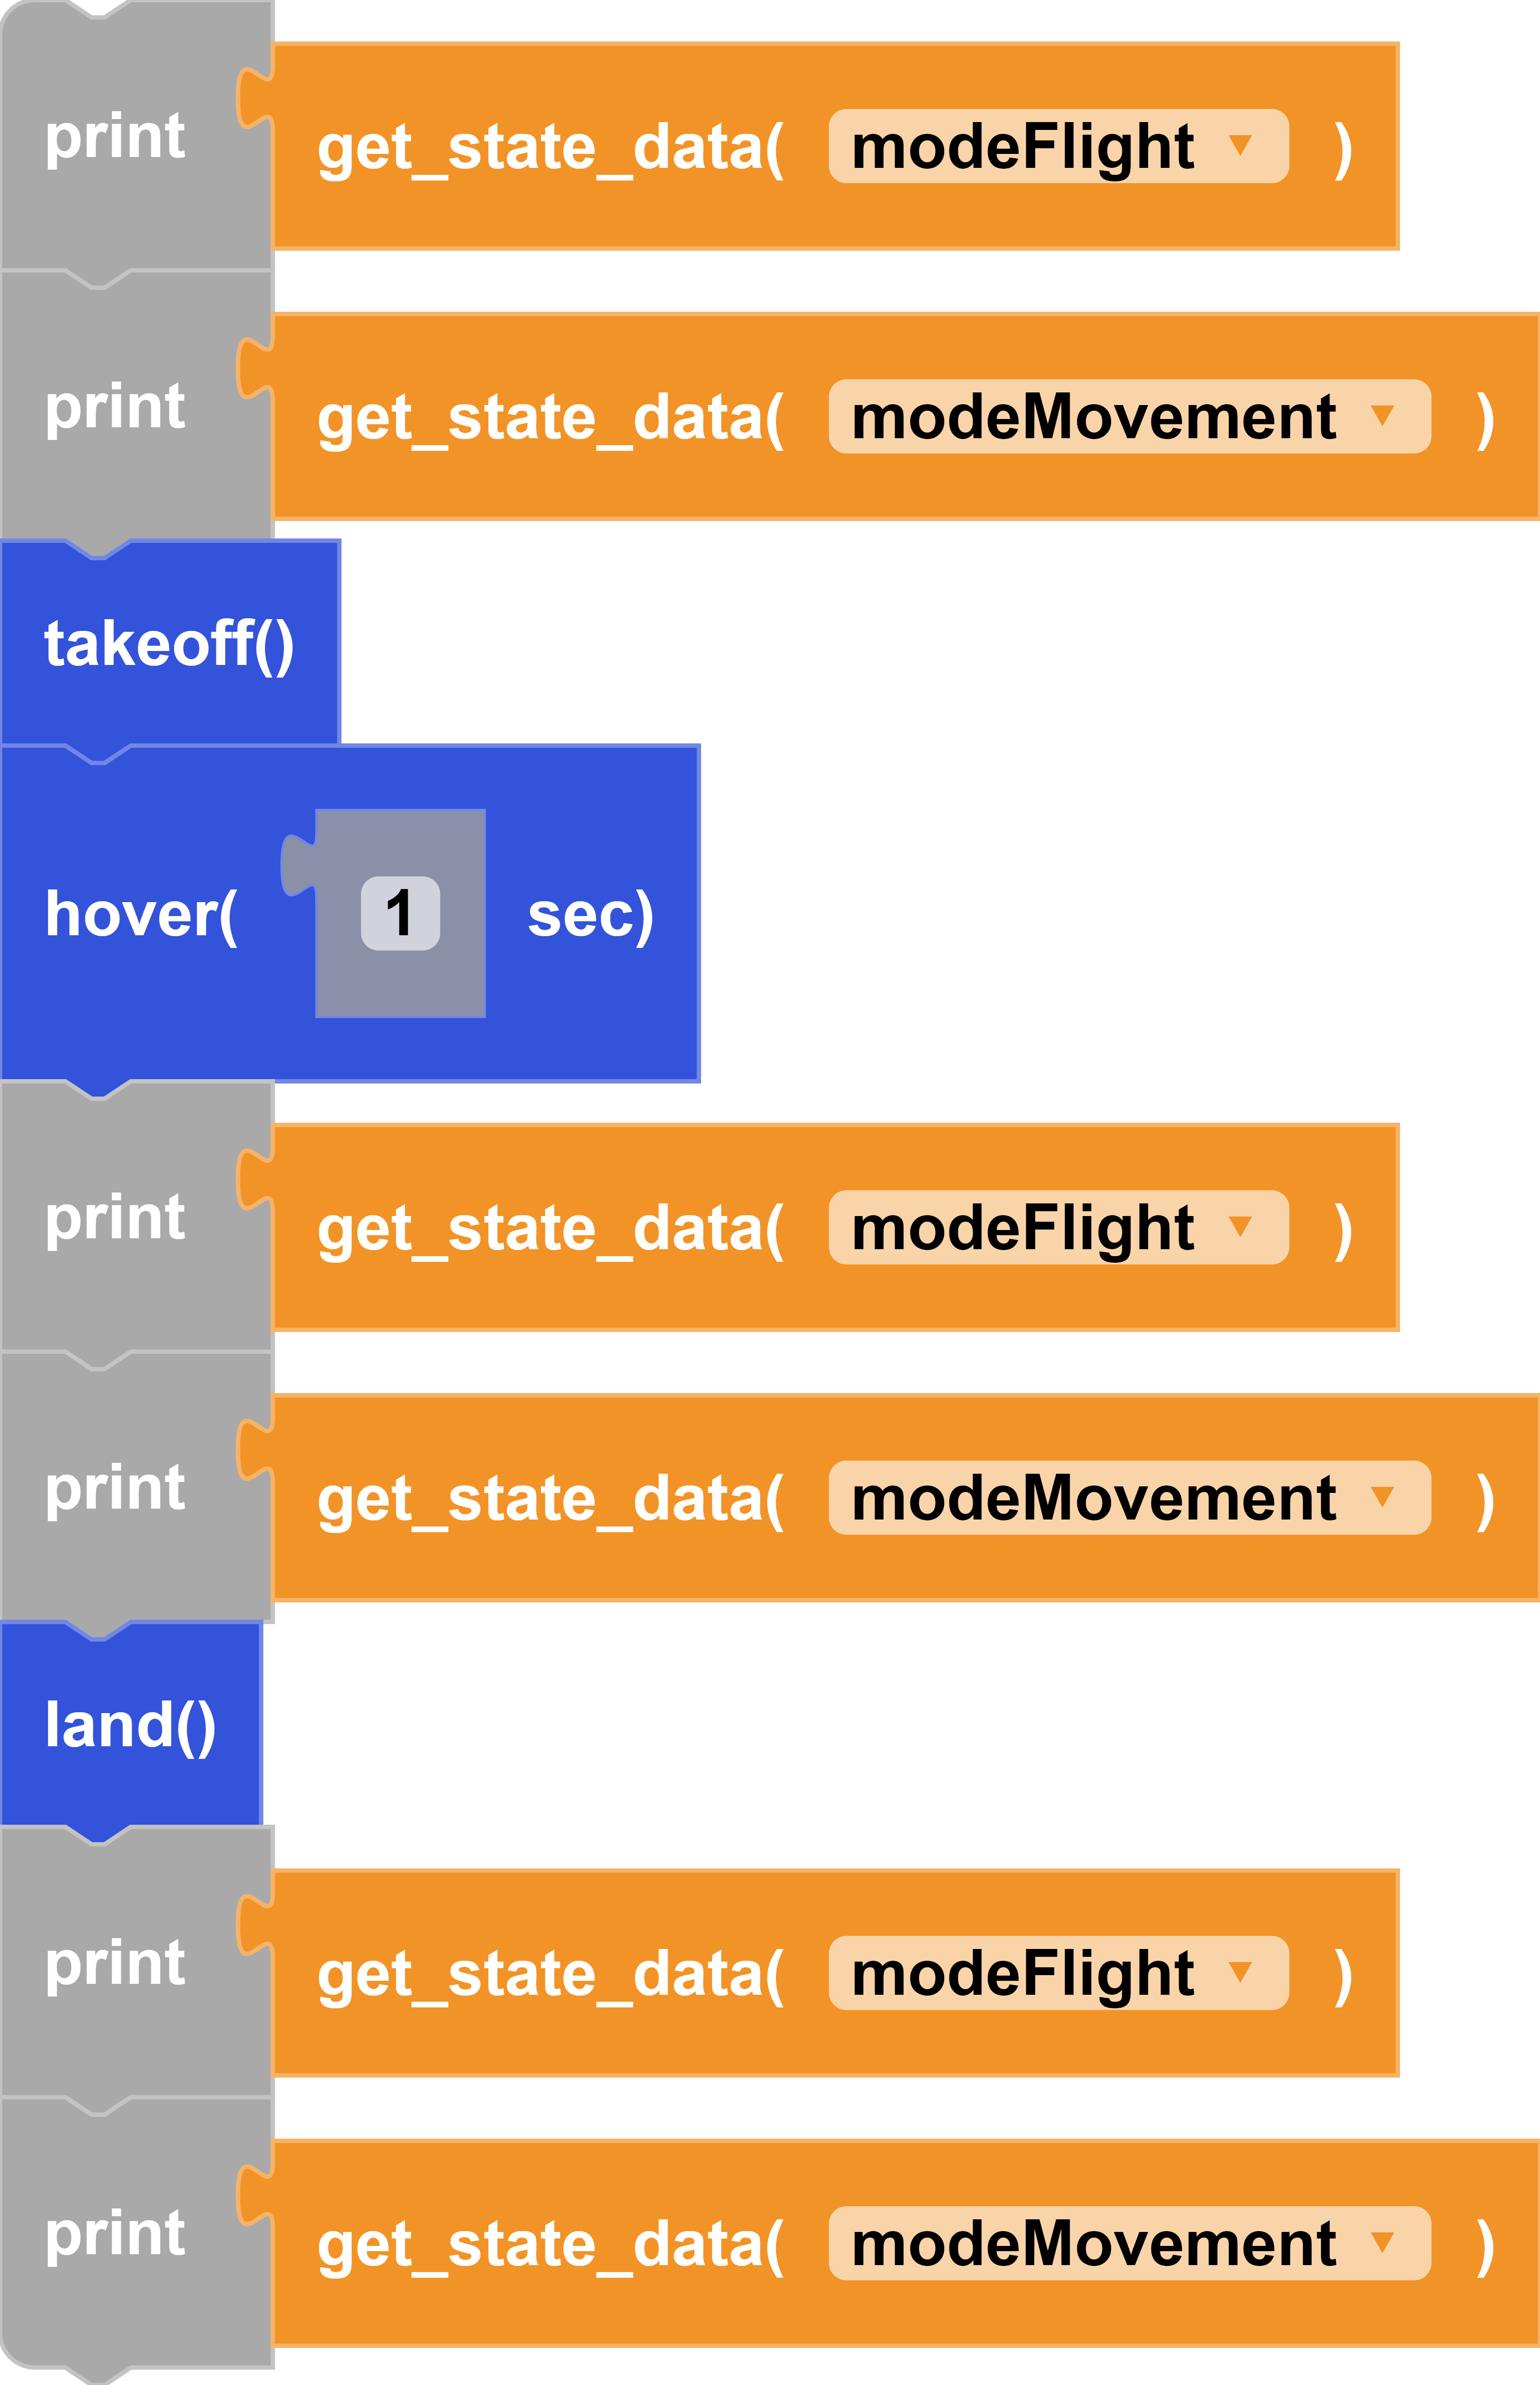 print get_state_data( modeFlight )
print get_state_data( modeMovement )
takeoff()
hover( 1 sec)
print get_state_data( modeFlight )
print get_state_data( modeMovement )
land()
print get_state_data( modeFlight )
print get_state_data( modeMovement )